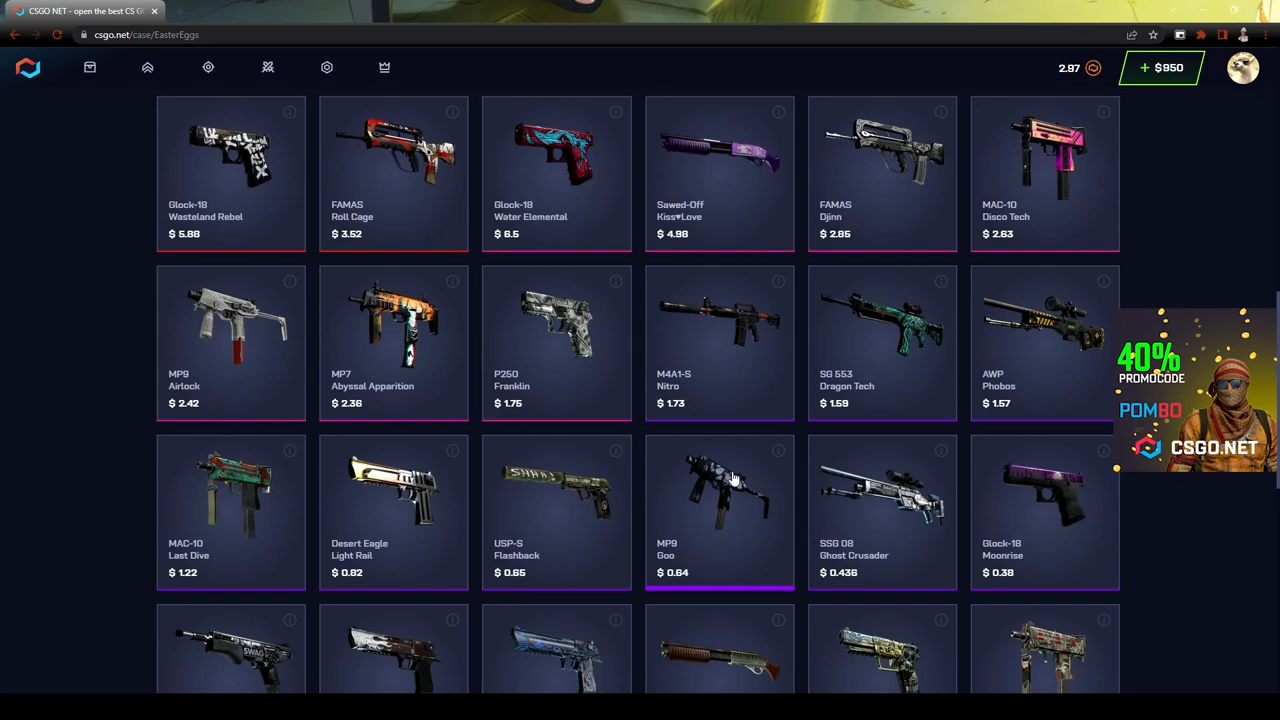 CSGO NET - open the best CS G
csgo.net/case/EasterEggs
2.97
+ $950
Glock-18
Wasteland Rebel
$ 5.88
FAMAS
Roll Cage
$ 3.52
Glock-18
Water Elemental
$ 6.5
Sawed-Off
Kiss♥Love
$ 4.98
FAMAS
Djinn
$ 2.85
MAC-10
Disco Tech
$ 2.63
MP9
Airlock
$ 2.42
MP7
Abyssal Apparition
$ 2.36
P250
Franklin
$ 1.75
M4A1-S
Nitro
$ 1.73
SG 553
Dragon Tech
$ 1.59
AWP
Phobos
$ 1.57
40%
PROMOCODE
POMBO
CSGO.NET
MAC-10
Last Dive
$ 1.22
Desert Eagle
Light Rail
$ 0.82
USP-S
Flashback
$ 0.65
MP9
Goo
$ 0.64
SSG 08
Ghost Crusader
$ 0.436
Glock-18
Moonrise
$ 0.38
SWAG